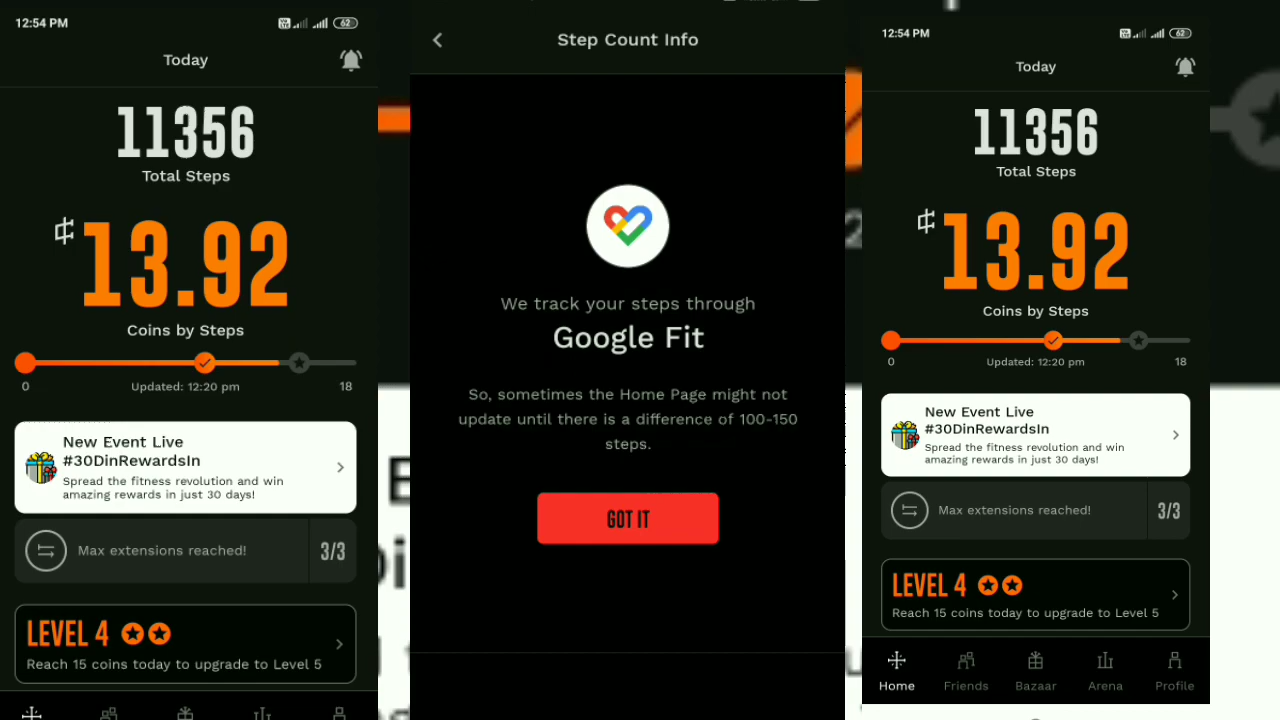 12:54 PM
62
Today
11356
Total Steps
¢13.92
Coins by Steps
0
Updated: 12:20 pm
18
New Event Live
#30DinRewardsIn
Spread the fitness revolution and win
amazing rewards in just 30 days!
Max extensions reached!
3/3
LEVEL 4
Reach 15 coins today to upgrade to Level 5
Step Count Info
We track your steps through
Google Fit
So, sometimes the Home Page might not
update until there is a difference of 100-150
steps.
GOT IT
12:54 PM
62
Today
11356
Total Steps
¢13.92
Coins by Steps
0
Updated: 12:20 pm
18
New Event Live
#30DinRewardsIn
Spread the fitness revolution and win
amazing rewards in just 30 days!
Max extensions reached!
3/3
LEVEL 4
Reach 15 coins today to upgrade to Level 5
Home
Friends
Bazaar
Arena
Profile